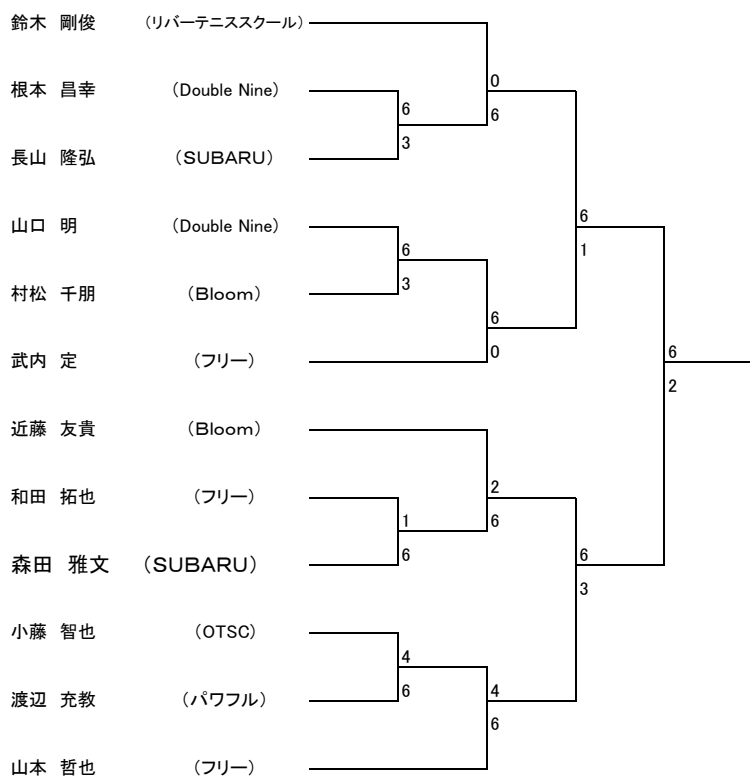 鈴木 剛俊 (リバーテニススクール)
0
根本 昌幸 (Double Nine)
6 6
3
長山 隆弘 (SUBARU)
6
山口 明 (Double Nine)
6 1
3
村松 千朋 (Bloom)
6
0
武内 定 (フリー)
6
2
近藤 友貴 (Bloom)
2
和田 拓也 (フリー)
1 6
6 6
森田 雅文 (SUBARU)
3
小藤 智也 (OTSC)
4
6 4
渡辺 充教 (パワフル)
6
山本 哲也 (フリー)